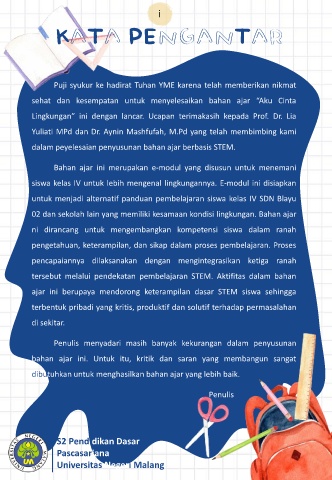 i
KATA PENGANTAR
Puji syukur ke hadirat Tuhan YME karena telah memberikan nikmat
sehat dan kesempatan untuk menyelesaikan bahan ajar "Aku Cinta
Lingkungan" ini dengan lancar. Ucapan terimakasih kepada Prof. Dr. Lia
Yuliati MPd dan Dr. Aynin Mashfufah, M.Pd yang telah membimbing kami
dalam peyelesaian penyusunan bahan ajar berbasis STEM.
Bahan ajar ini merupakan e-modul yang disusun untuk menemani
siswa kelas IV untuk lebih mengenal lingkungannya. E-modul ini disiapkan
untuk menjadi alternatif panduan pembelajaran siswa kelas IV SDN Blayu
02 dan sekolah lain yang memiliki kesamaan kondisi lingkungan. Bahan ajar
ni dirancang untuk mengembangkan kompetensi siswa dalam ranah
pengetahuan, keterampilan, dan sikap dalam proses pembelajaran. Proses
pencapaiannya dilaksanakan dengan mengintegrasikan ketiga ranah
tersebut melalui pendekatan pembelajaran STEM. Aktifitas dalam bahan
ajar ini berupaya mendorong keterampilan dasar STEM siswa sehingga
terbentuk pribadi yang kritis, produktif dan solutif terhadap permasalahan
di sekitar.
Penulis menyadari masih banyak kekurangan dalam penyusunan
bahan ajar ini. Untuk itu, kritik dan saran yang membangun sangat
dibutuhkan untuk menghasilkan bahan ajar yang lebih baik.
Penulis
S2 Pendidikan Dasar
Pascasarjana
Universitas Negeri Malang